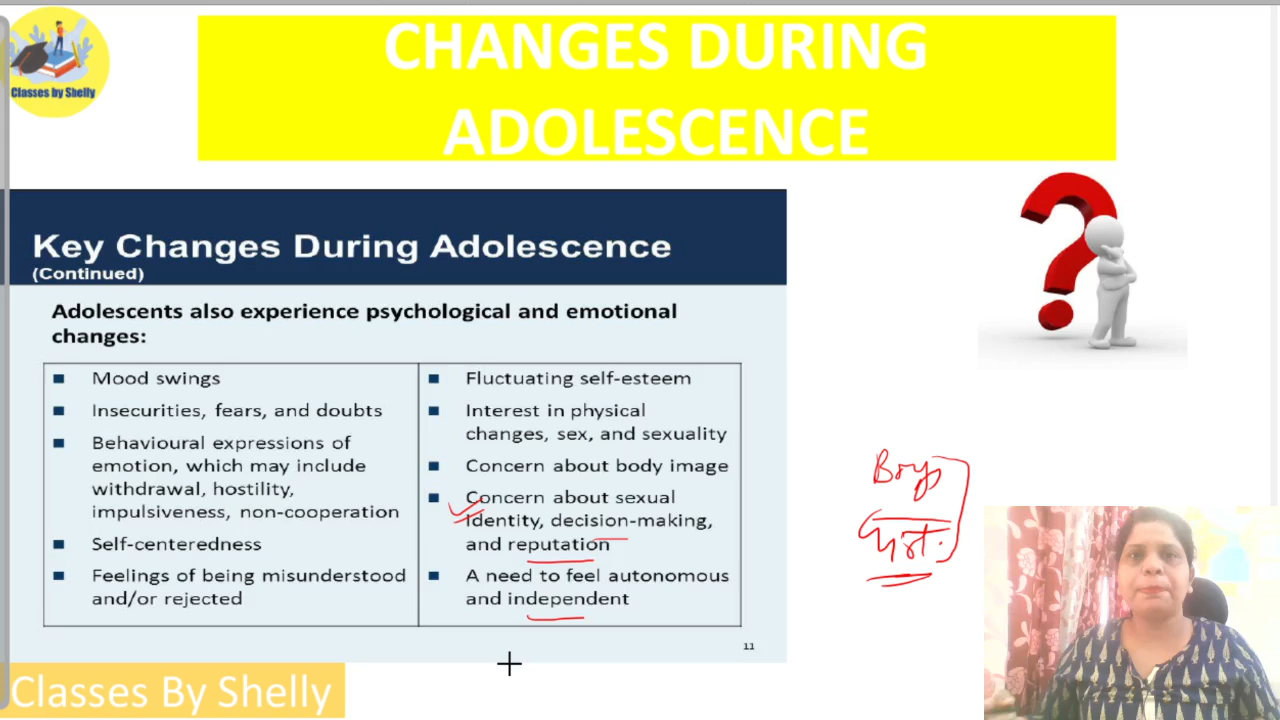 Classes by Shelly
CHANGES DURING
ADOLESCENCE
Key Changes During Adolescence
(Continued)
Adolescents also experience psychological and emotional
changes:
Mood swings
Insecurities, fears, and doubts
Behavioural expressions of
emotion, which may include
withdrawal, hostility,
impulsiveness, non-cooperation
Self-centeredness
Feelings of being misunderstood
and/or rejected
Fluctuating self-esteem
Interest in physical
changes, sex, and sexuality
Concern about body image
Concern about sexual
identity, decision-making,
and reputation
A need to feel autonomous
and independent
11
Boys
Classes By Shelly